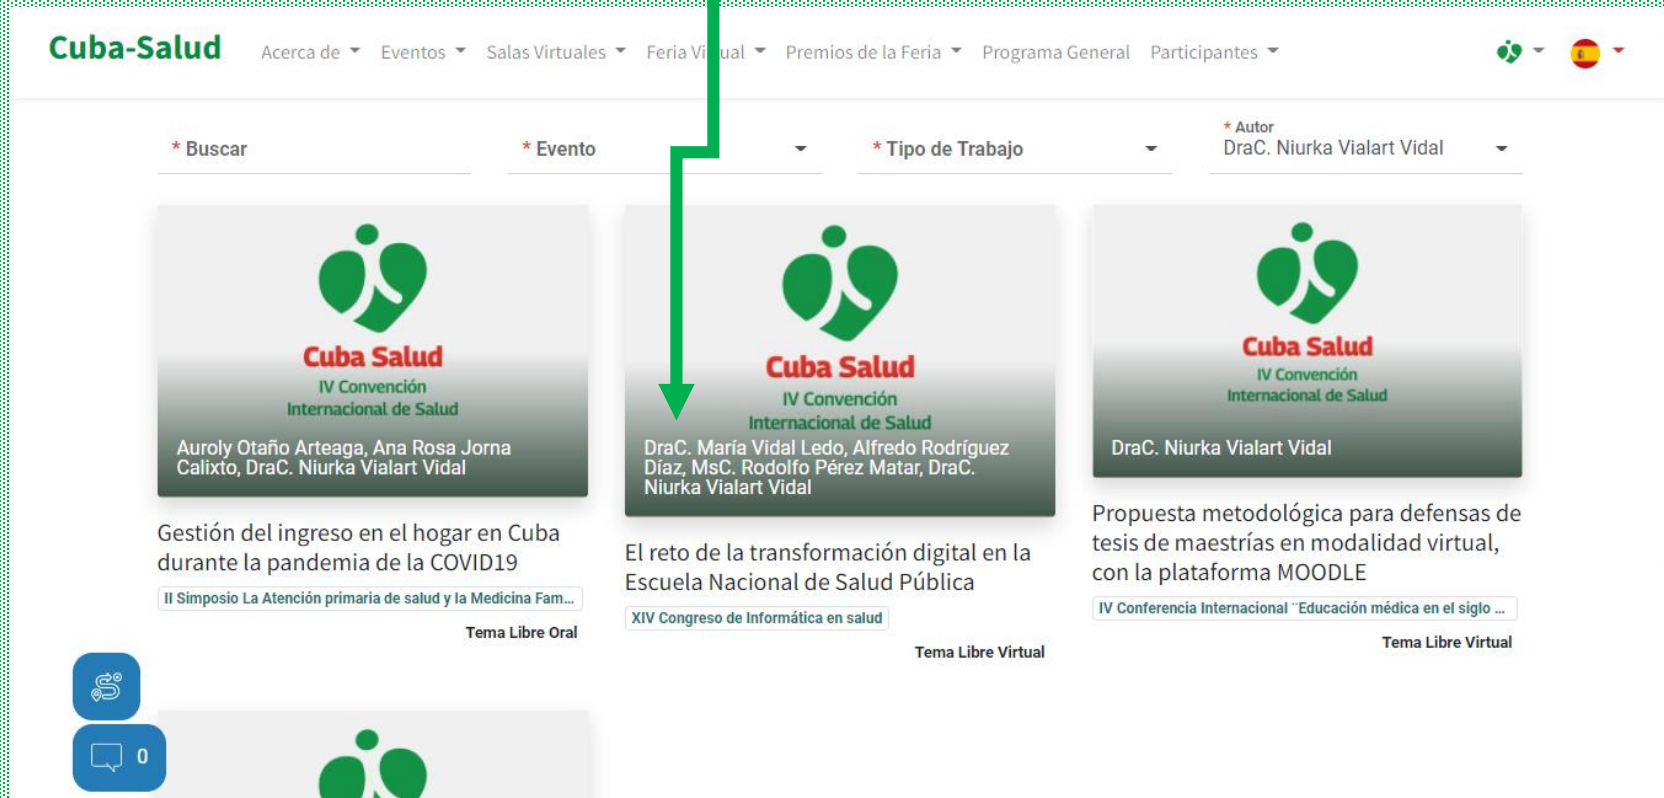 Cuba-Salud
Acerca de
Eventos
Salas Virtuales
Feria Virtual
Premios de la Feria
Programa General
Participantes
* Buscar
* Evento
* Tipo de Trabajo
* Autor
DraC. Niurka Vialart Vidal
Cuba Salud
IV Convención
Internacional de Salud
Auroly Otaño Arteaga, Ana Rosa Jorna
Calixto, DraC. Niurka Vialart Vidal
Gestión del ingreso en el hogar en Cuba
durante la pandemia de la COVID19
II Simposio La Atención primaria de salud y la Medicina Fam...
Tema Libre Oral
Cuba Salud
IV Convención
Internacional de Salud
DraC. María Vidal Ledo, Alfredo Rodríguez
Díaz, MsC. Rodolfo Pérez Matar, DraC.
Niurka Vialart Vidal
El reto de la transformación digital en la
Escuela Nacional de Salud Pública
XIV Congreso de Informática en salud
Tema Libre Virtual
Cuba Salud
IV Convención
Internacional de Salud
DraC. Niurka Vialart Vidal
Propuesta metodológica para defensas de
tesis de maestrías en modalidad virtual,
con la plataforma MOODLE
IV Conferencia Internacional ¨Educación médica en el siglo ...
Tema Libre Virtual
0